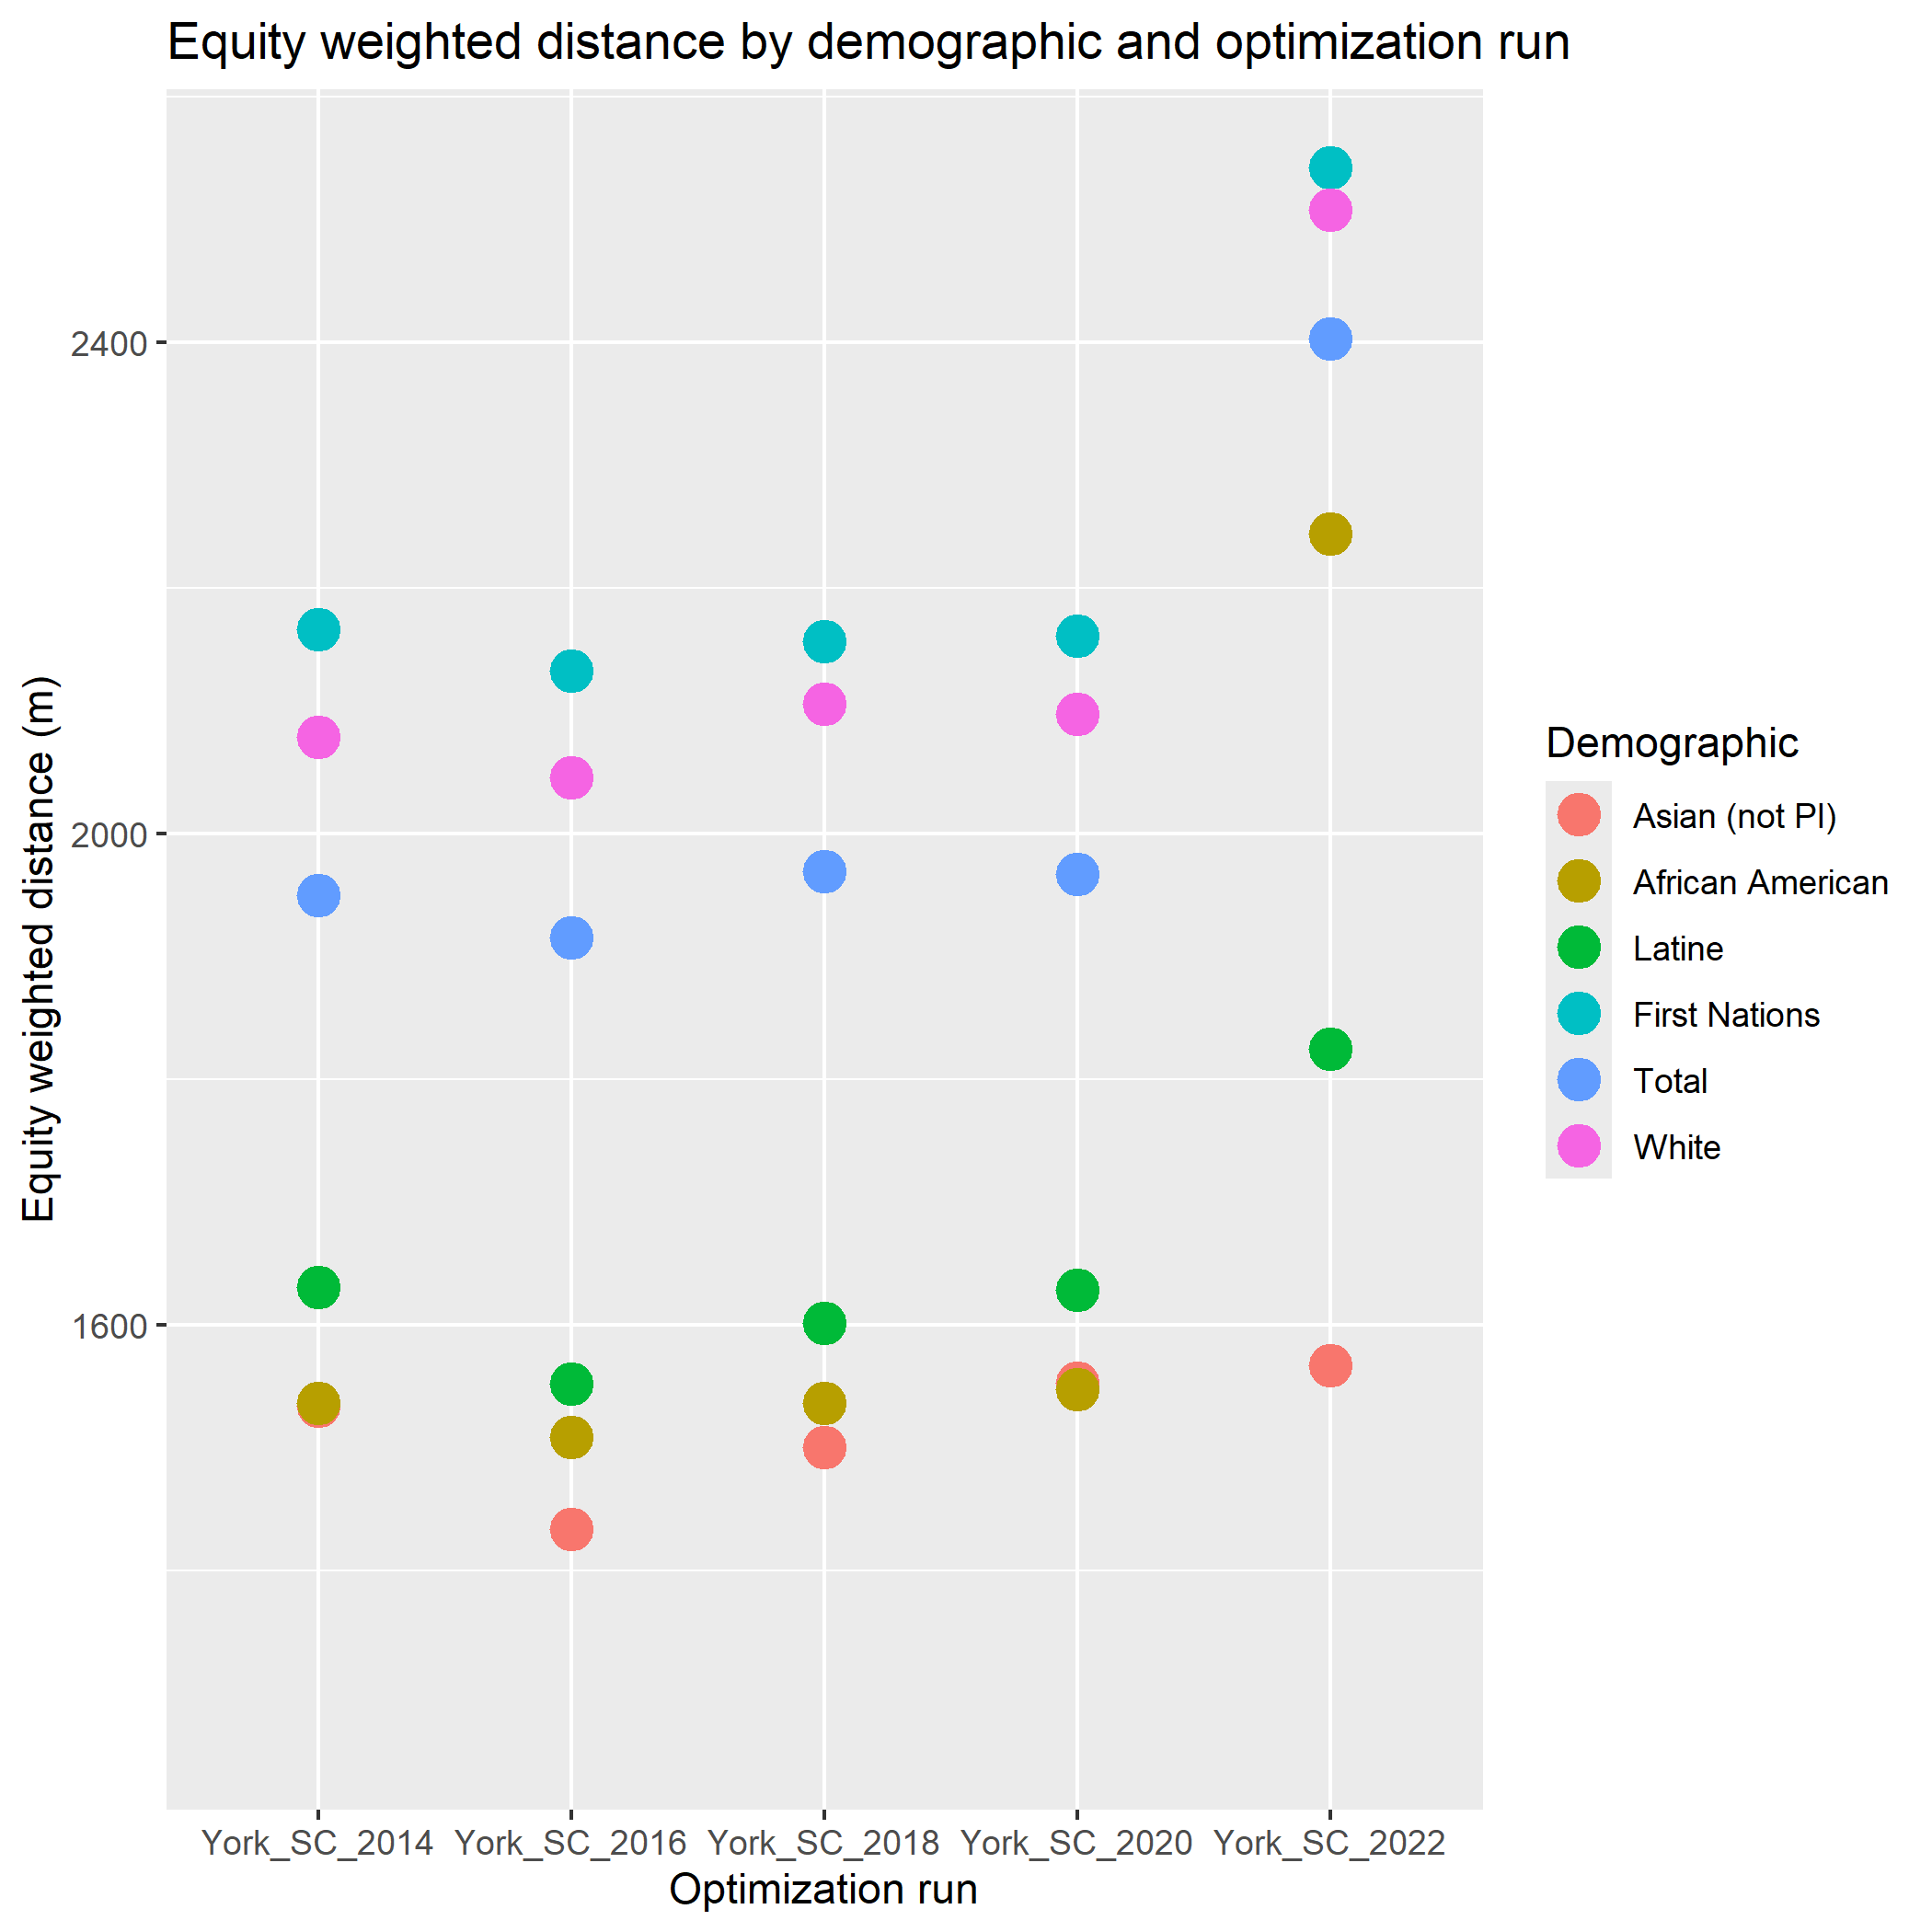 Equity weighted distance by demographic and optimization run
Equity weighted distance (m)
2400
2000
1600
York_SC_2014 York_SC_2016 York_SC_2018 York_SC_2020 York_SC_2022
Optimization run
Demographic
Asian (not PI)
African American
Latine
First Nations
Total
White